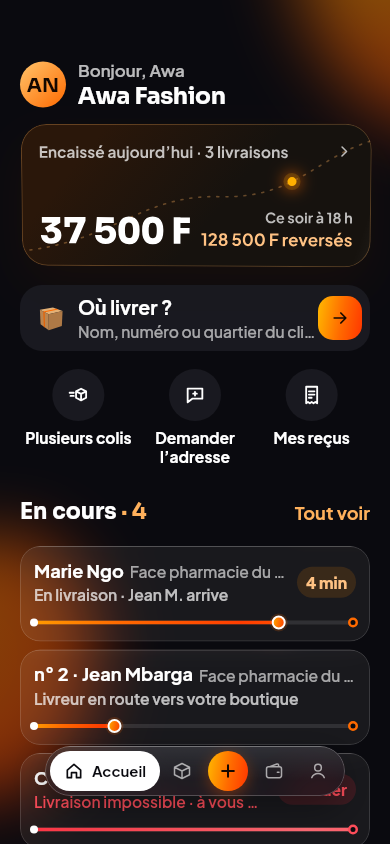 Bonjour, Awa
AN
Awa Fashion
Encaissé aujourd’hui · 3 livraisons
Ce soir à 18 h
37 500 F
128 500 F reversés
Où livrer ?
Nom, numéro ou quartier du cli…
Plusieurs colis
Demander
l’adresse
Mes reçus
En cours · 4
Tout voir
Marie Ngo Face pharmacie du …
4 min
En livraison · Jean M. arrive
n° 2 · Jean Mbarga Face pharmacie du …
Livreur en route vers votre boutique
Accueil
Livraison impossible · à vous …